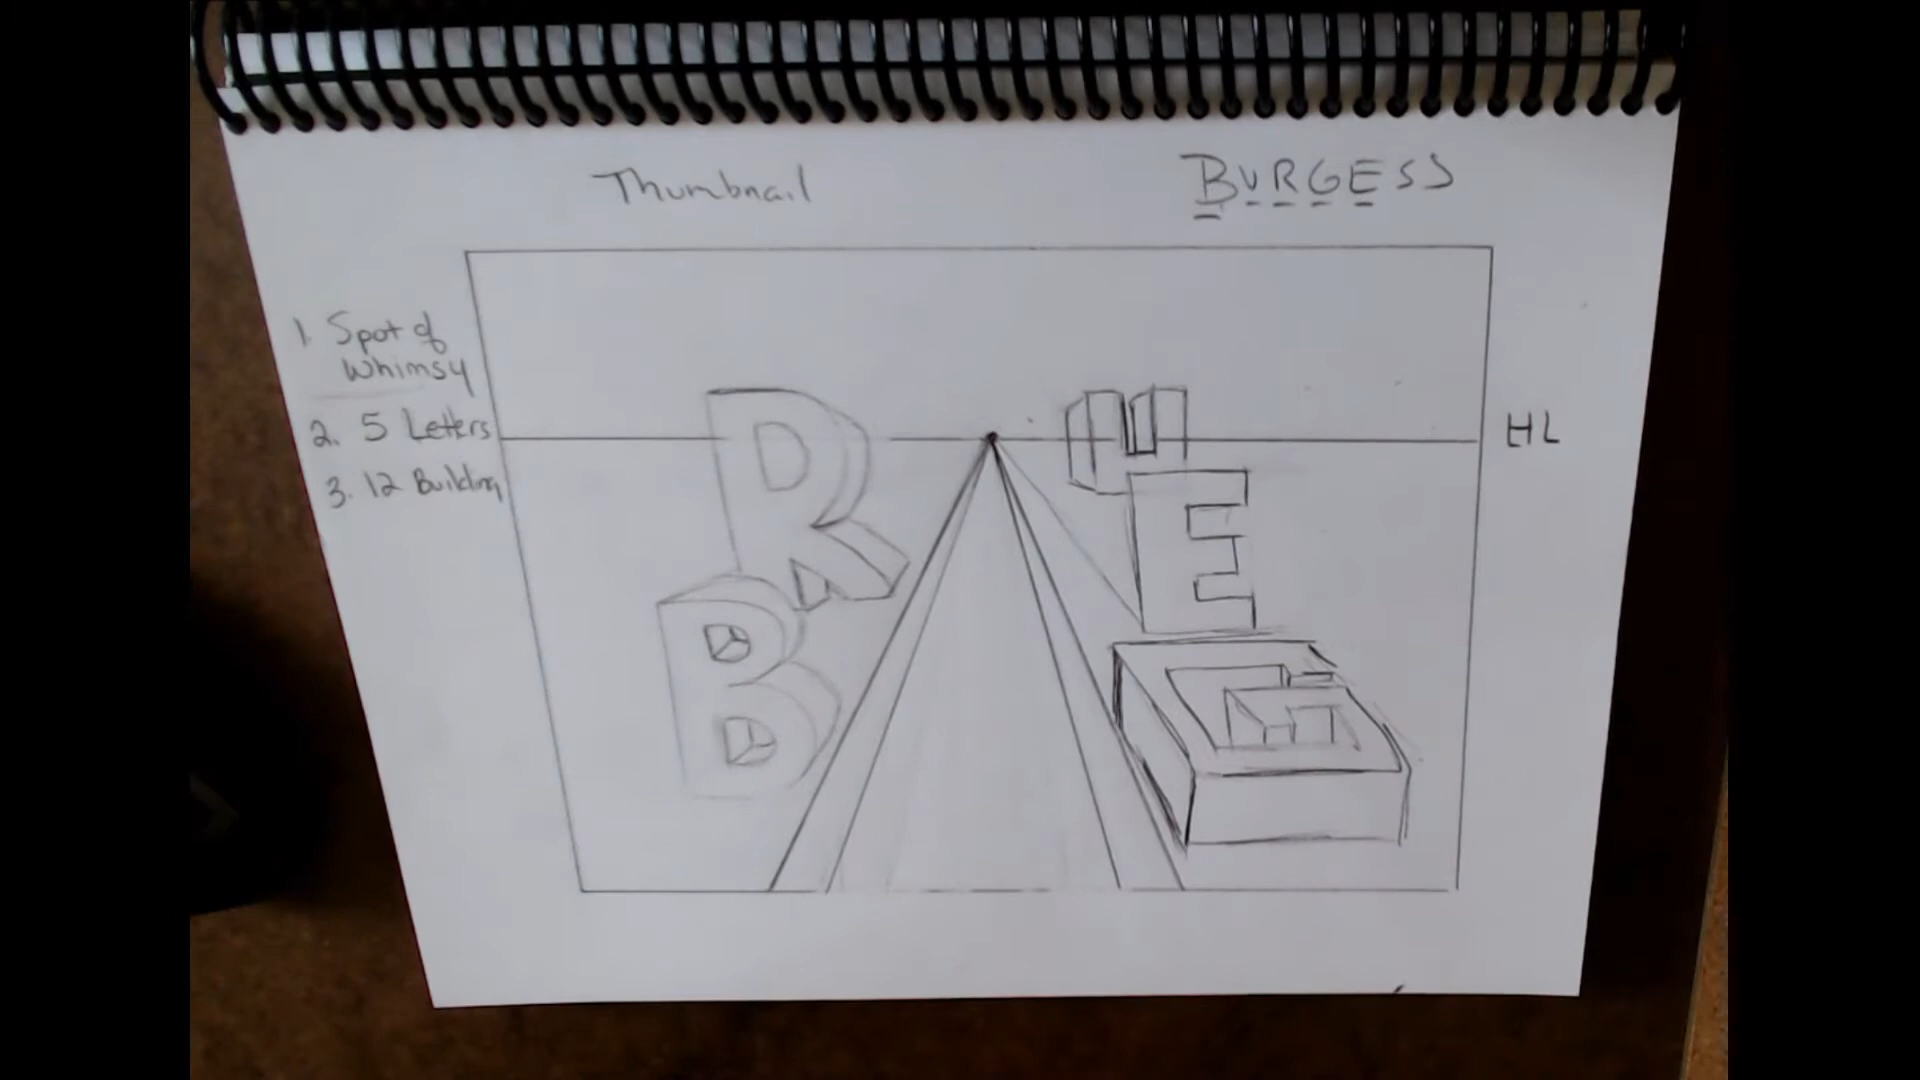 Thumbnail
BURGESS
1. Spot of
Whimsy
2. 5 Letters
3. 12 Building
HL
R
U
B
E
G